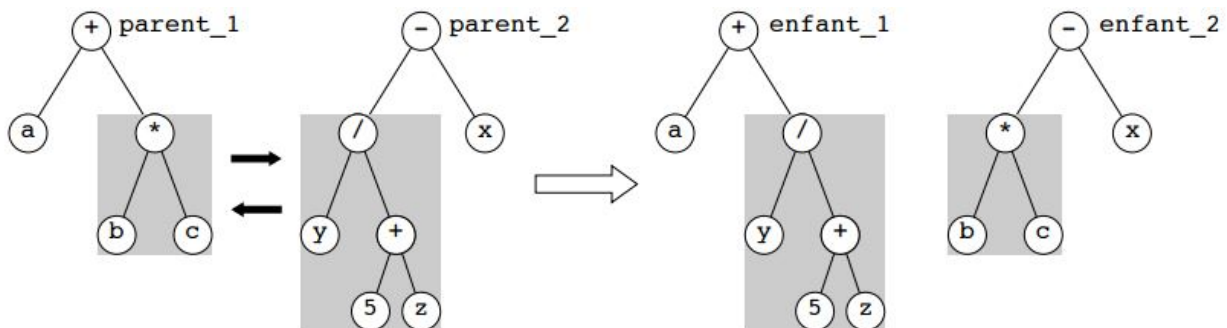 + parent_1 - parent_2 + enfant_1 - enfant_2
a * / x a / * x
b c y + y + b c
5 z 5 z